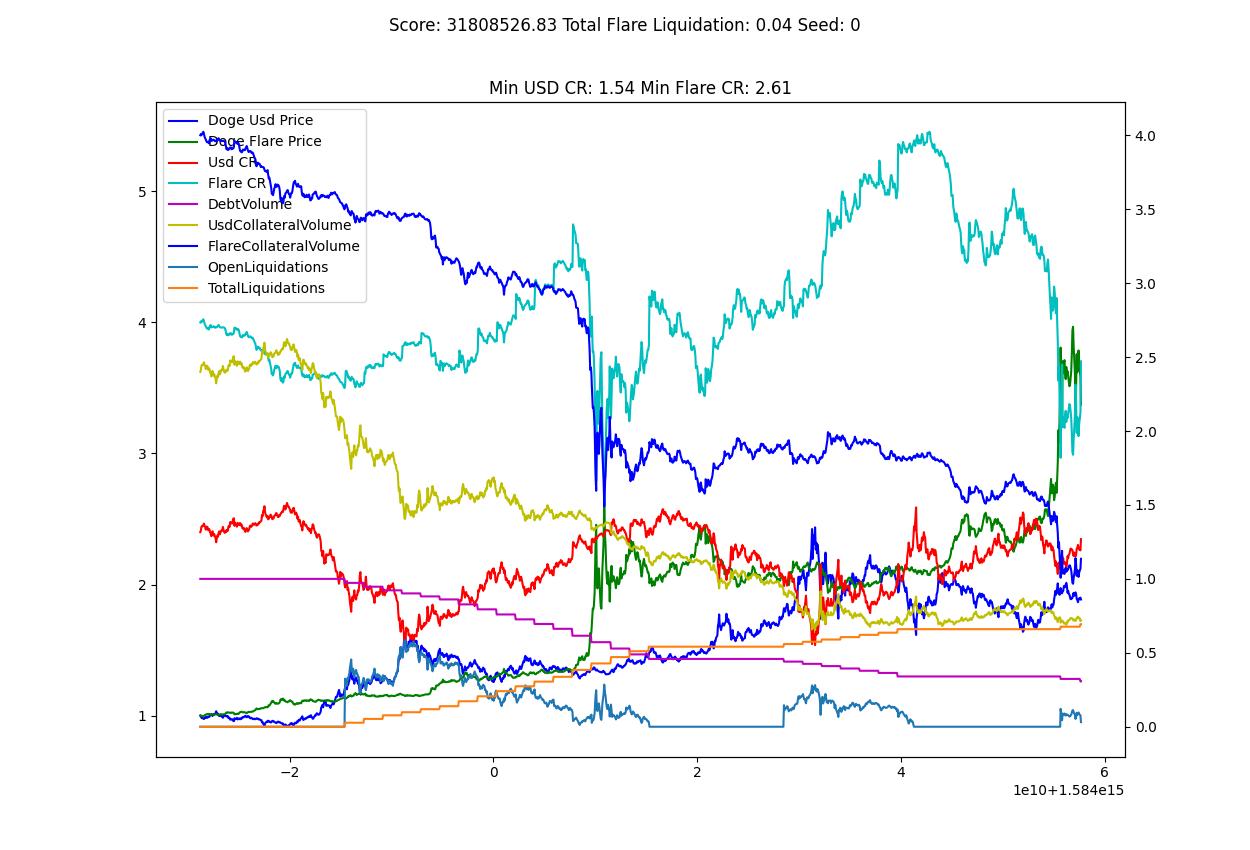 Score: 31808526.83 Total Flare Liquidation: 0.04 Seed: 0
Min USD CR: 1.54 Min Flare CR: 2.61
Doge Usd Price
Doge Flare Price
Usd CR
Flare CR
DebtVolume
UsdCollateralVolume
FlareCollateralVolume
OpenLiquidations
TotalLiquidations
5
4
3
2
1
4.0
3.5
3.0
2.5
2.0
1.5
1.0
0.5
0.0
−2
0
2
4
6
1e10+1.584e15